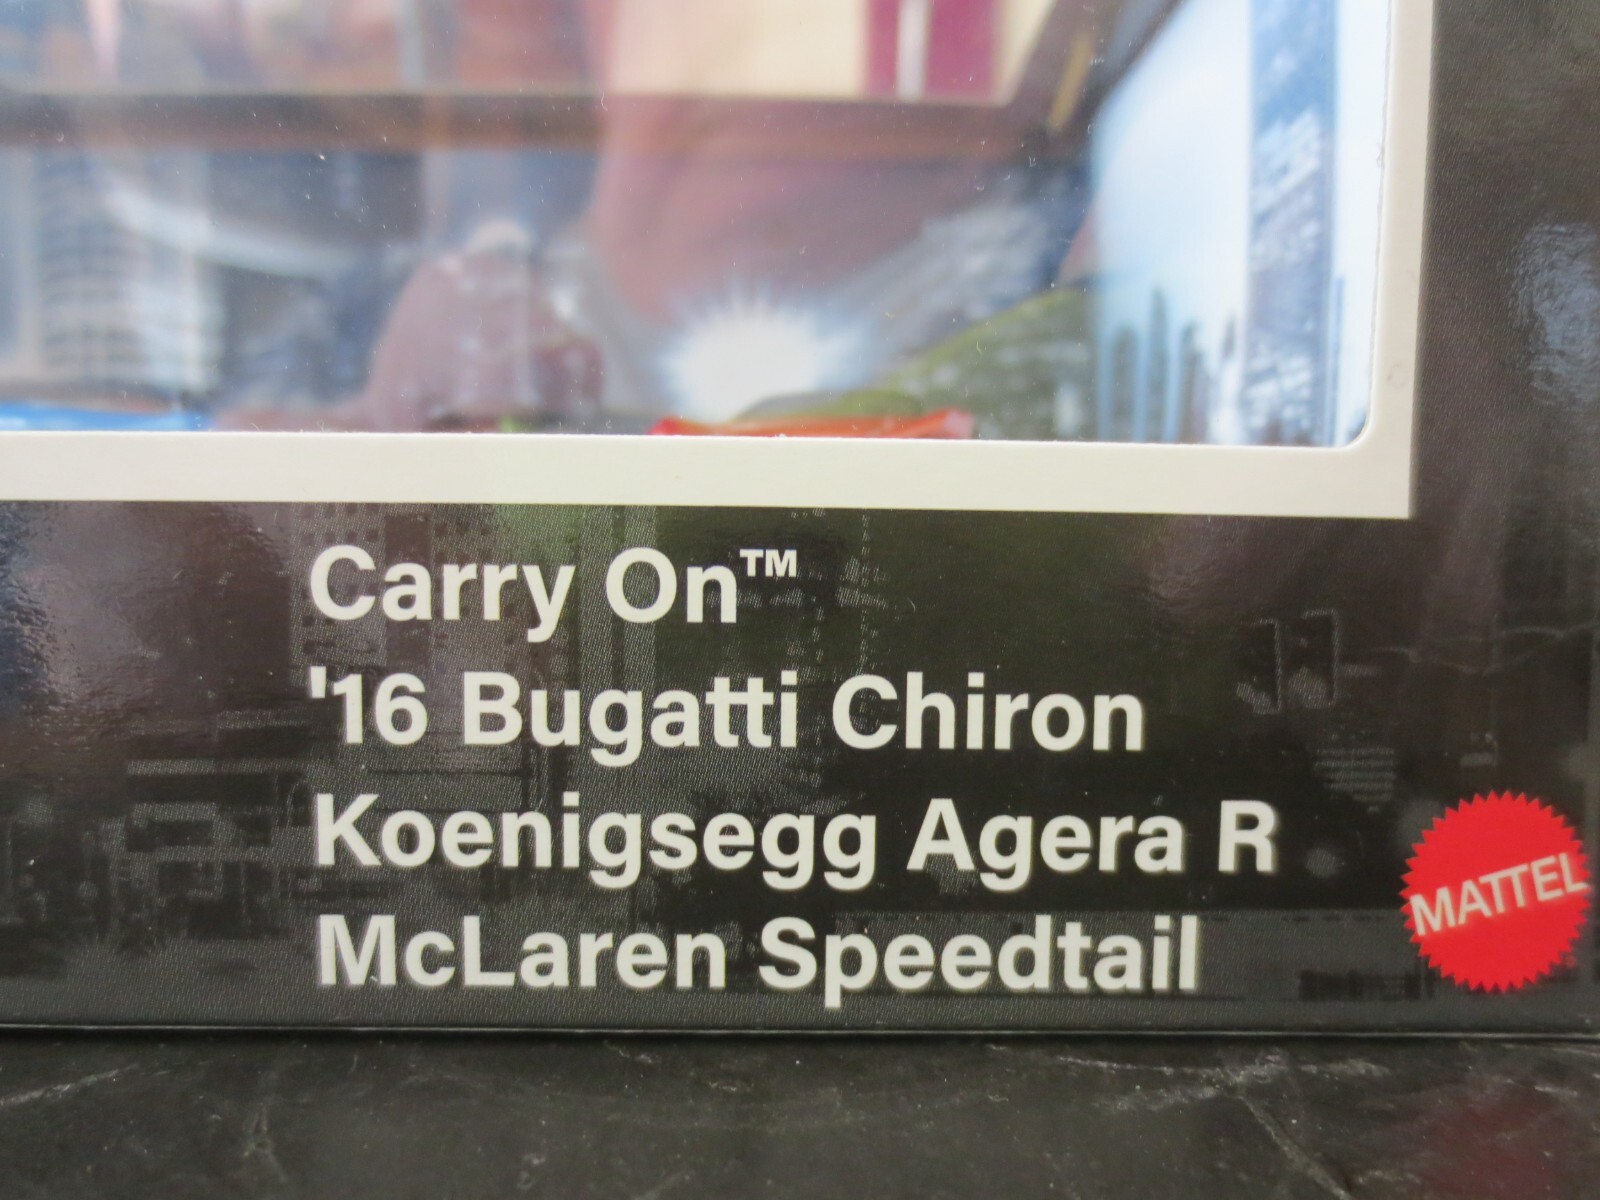 Carry On™
'16 Bugatti Chiron
Koenigsegg Agera R
McLaren Speedtail
MATTEL